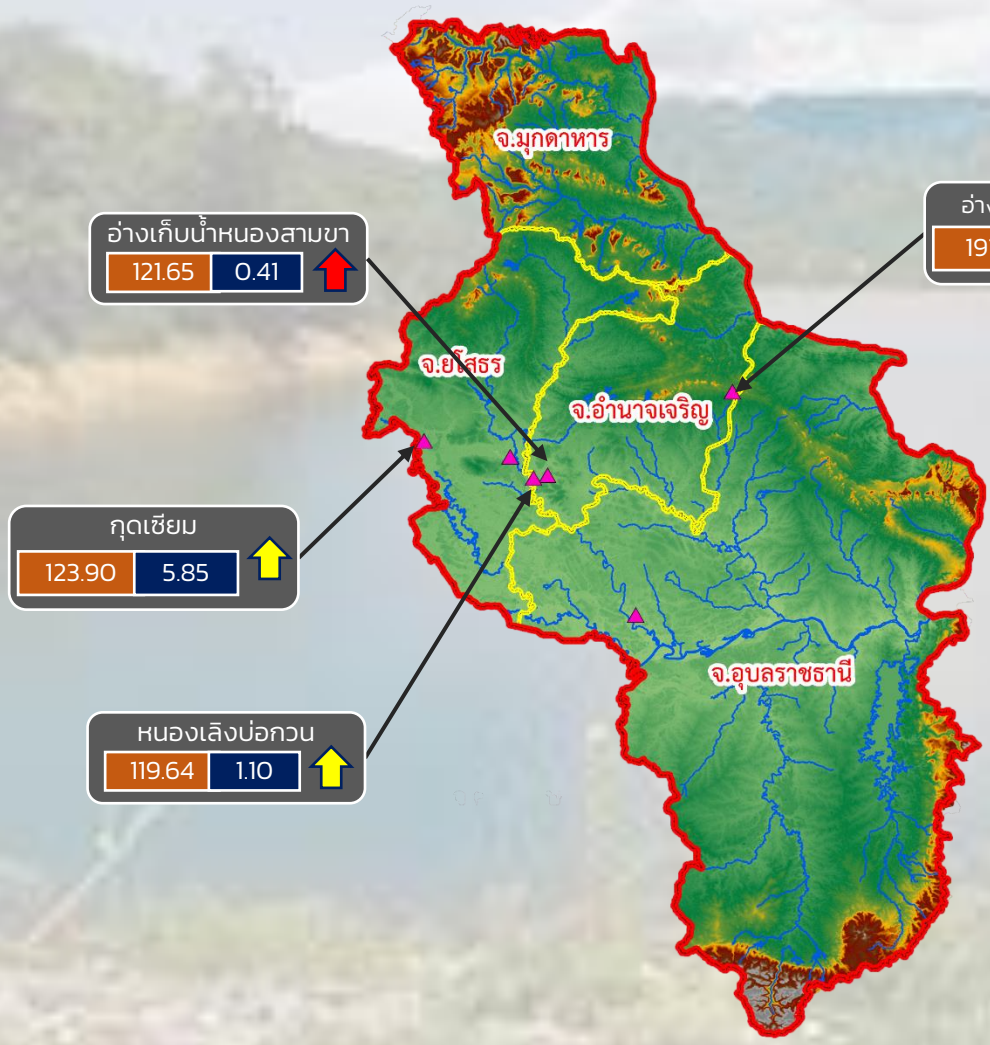 จ.มุกดาหาร
อ่างเก็บน้ำหนองสามขา
121.65 0.41
จ.ยโสธร
จ.อำนาจเจริญ
กุดเซียม
123.90 5.85
จ.อุบลราชธานี
หนองเลิงบ่อกวน
119.64 1.10